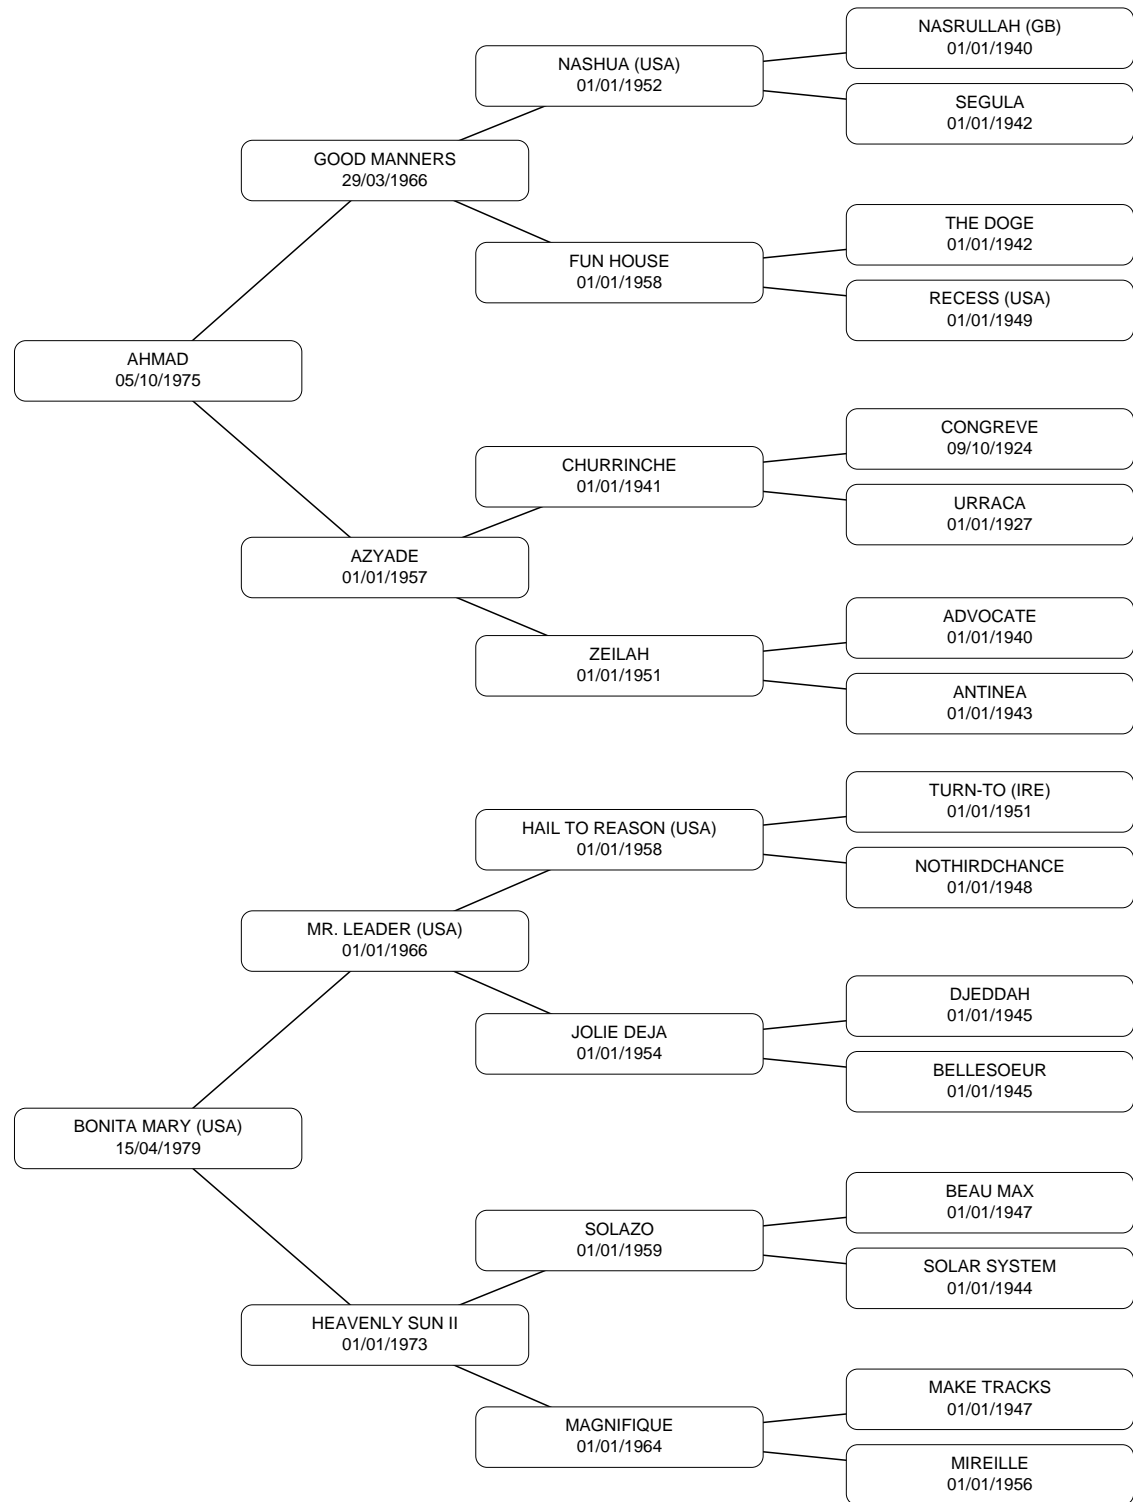 NASRULLAH (GB)
01/01/1940
NASHUA (USA)
01/01/1952
SEGULA
01/01/1942
GOOD MANNERS
29/03/1966
THE DOGE
01/01/1942
FUN HOUSE
01/01/1958
RECESS (USA)
01/01/1949
AHMAD
05/10/1975
CONGREVE
09/10/1924
CHURRINCHE
01/01/1941
URRACA
01/01/1927
AZYADE
01/01/1957
ADVOCATE
01/01/1940
ZEILAH
01/01/1951
ANTINEA
01/01/1943
TURN-TO (IRE)
01/01/1951
HAIL TO REASON (USA)
01/01/1958
NOTHIRDCHANCE
01/01/1948
MR. LEADER (USA)
01/01/1966
DJEDDAH
01/01/1945
JOLIE DEJA
01/01/1954
BELLESOEUR
01/01/1945
BONITA MARY (USA)
15/04/1979
BEAU MAX
01/01/1947
SOLAZO
01/01/1959
SOLAR SYSTEM
01/01/1944
HEAVENLY SUN II
01/01/1973
MAKE TRACKS
01/01/1947
MAGNIFIQUE
01/01/1964
MIREILLE
01/01/1956